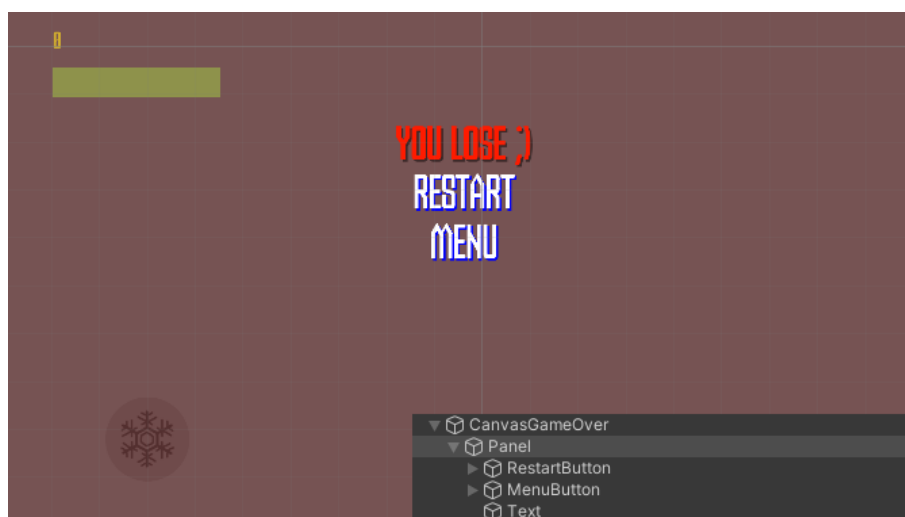 0
YOU LOSE ;)
RESTART
MENU
CanvasGameOver
Panel
RestartButton
MenuButton
Text